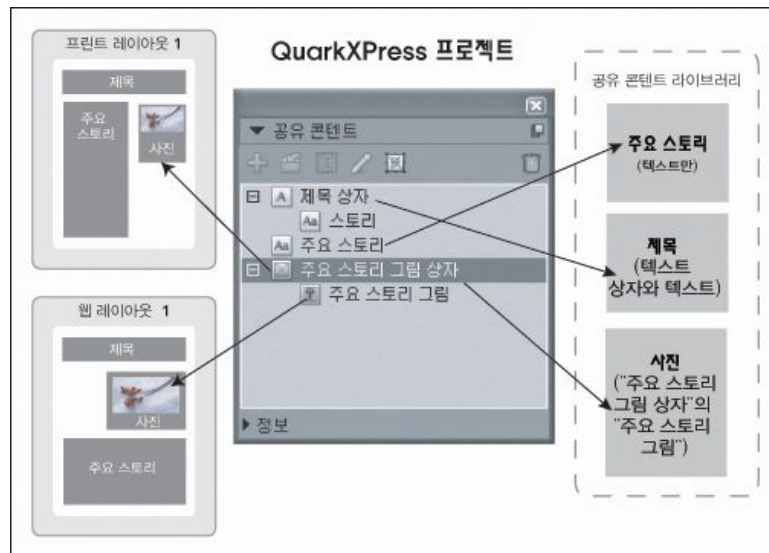 QuarkXPress 프로젝트
프린트 레이아웃 1
제목
주요
스토리
사진
웹 레이아웃 1
제목
사진
주요 스토리
공유 콘텐트
A 제목 상자
Aa 스토리
Aa 주요 스토리
주요 스토리 그림 상자
주요 스토리 그림
정보
공유 콘텐트 라이브러리
주요 스토리
(텍스트만)
제목
(텍스트
상자와 텍스트)
사진
("주요 스토리
그림 상자"의
"주요 스토리
그림")